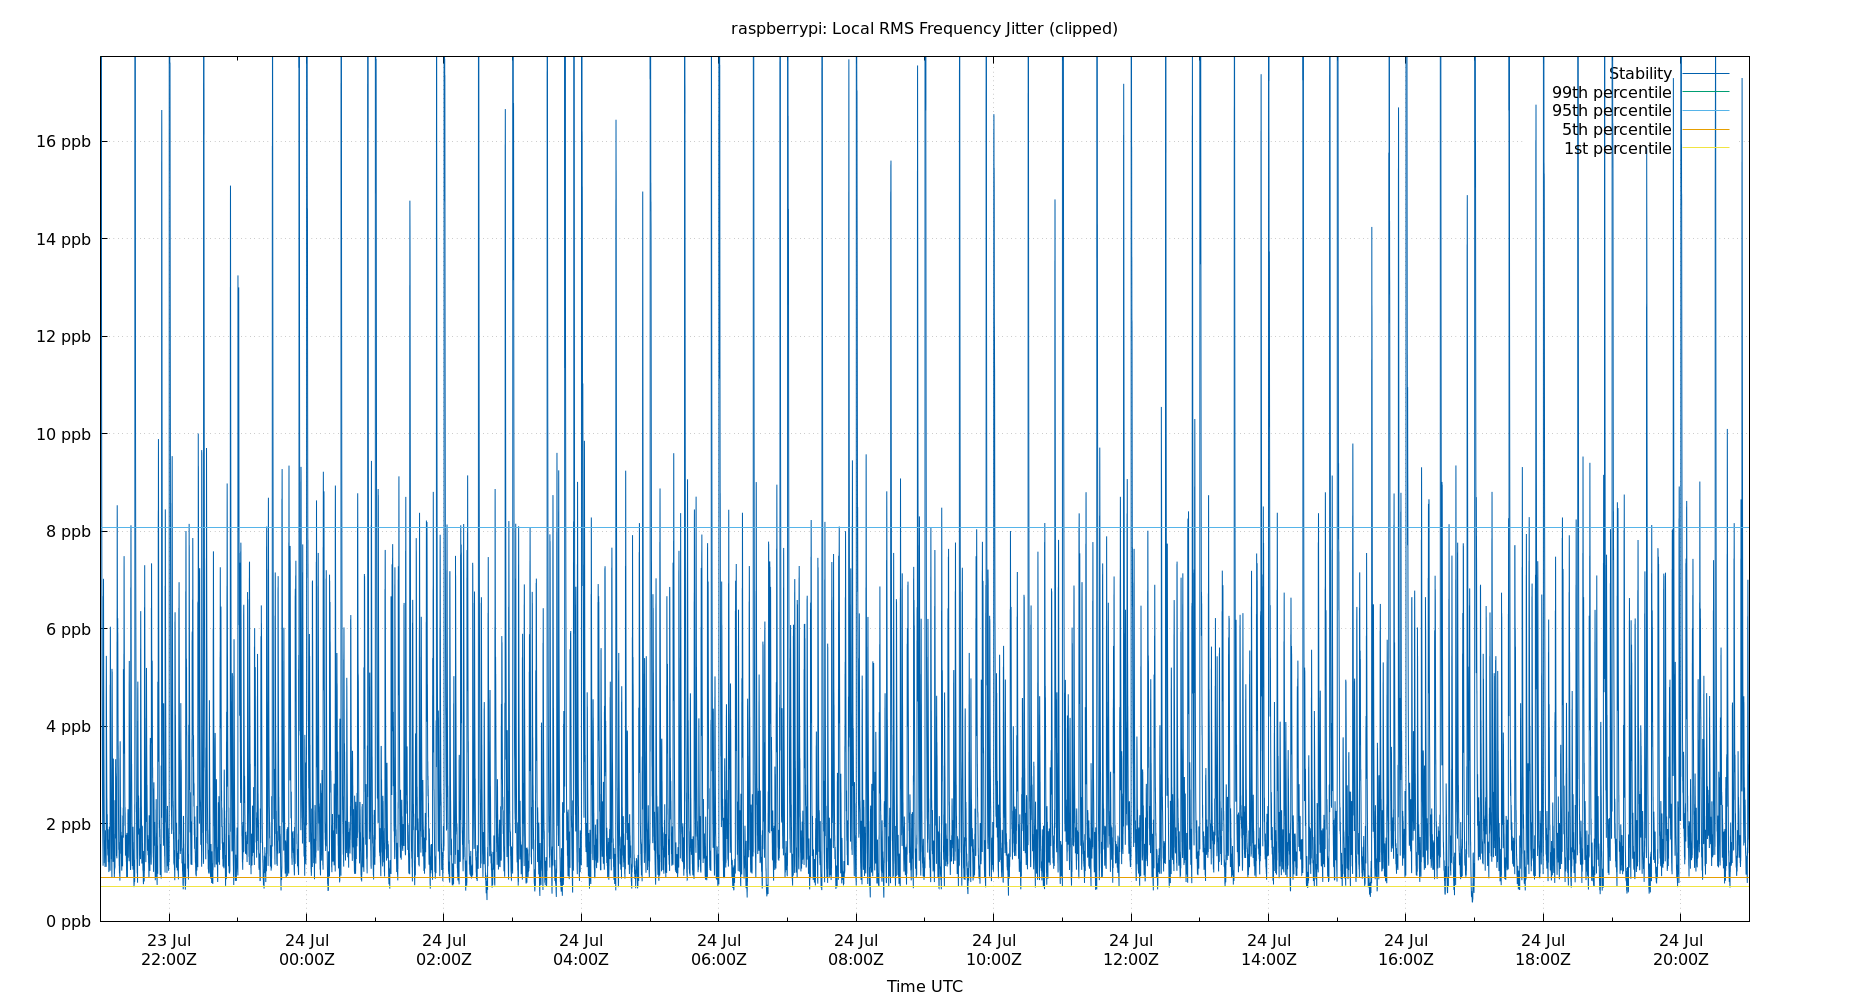 raspberrypi: Local RMS Frequency Jitter (clipped)
Stability
99th percentile
95th percentile
5th percentile
1st percentile
16 ppb
14 ppb
12 ppb
10 ppb
8 ppb
6 ppb
4 ppb
2 ppb
0 ppb
23 Jul 24 Jul 24 Jul 24 Jul 24 Jul 24 Jul 24 Jul 24 Jul 24 Jul 24 Jul 24 Jul 24 Jul
22:00Z 00:00Z 02:00Z 04:00Z 06:00Z 08:00Z 10:00Z 12:00Z 14:00Z 16:00Z 18:00Z 20:00Z
Time UTC